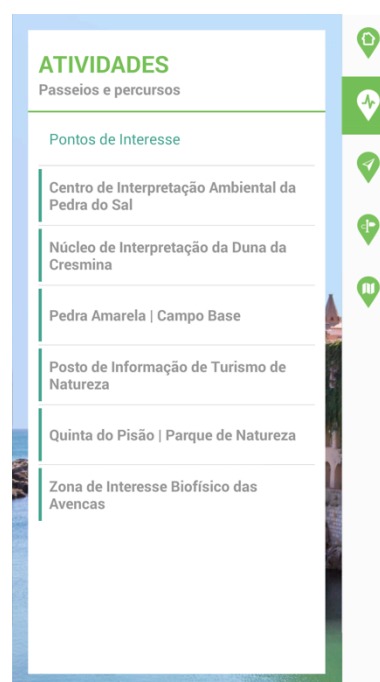 ATIVIDADES
Passeios e percursos
Pontos de Interesse
Centro de Interpretação Ambiental da
Pedra do Sal
Núcleo de Interpretação da Duna da
Cresmina
Pedra Amarela | Campo Base
Posto de Informação de Turismo de
Natureza
Quinta do Pisão | Parque de Natureza
Zona de Interesse Biofísico das
Avencas